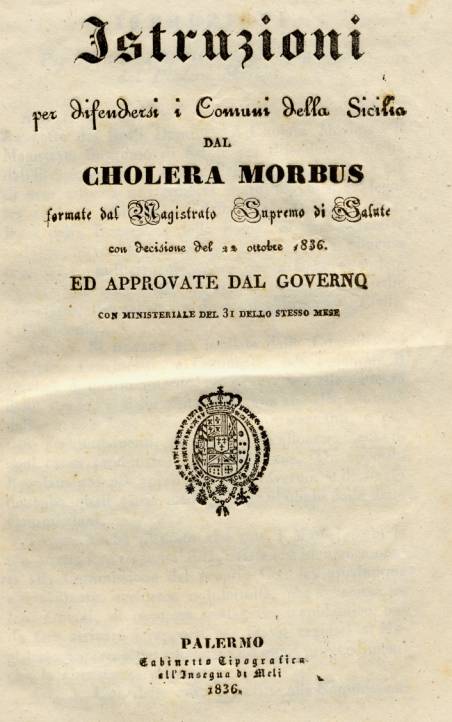 Istruzioni
per difendersi i Comuni della Sicilia
DAL
CHOLERA MORBUS
formate dal Magistrato Supremo di Salute
con decisione del 22 ottobre 1836.
ED APPROVATE DAL GOVERNO
CON MINISTERIALE DEL 31 DELLO STESSO MESE
PALERMO
Gabinetto Tipografico
all'Insegna di Meli
1836.